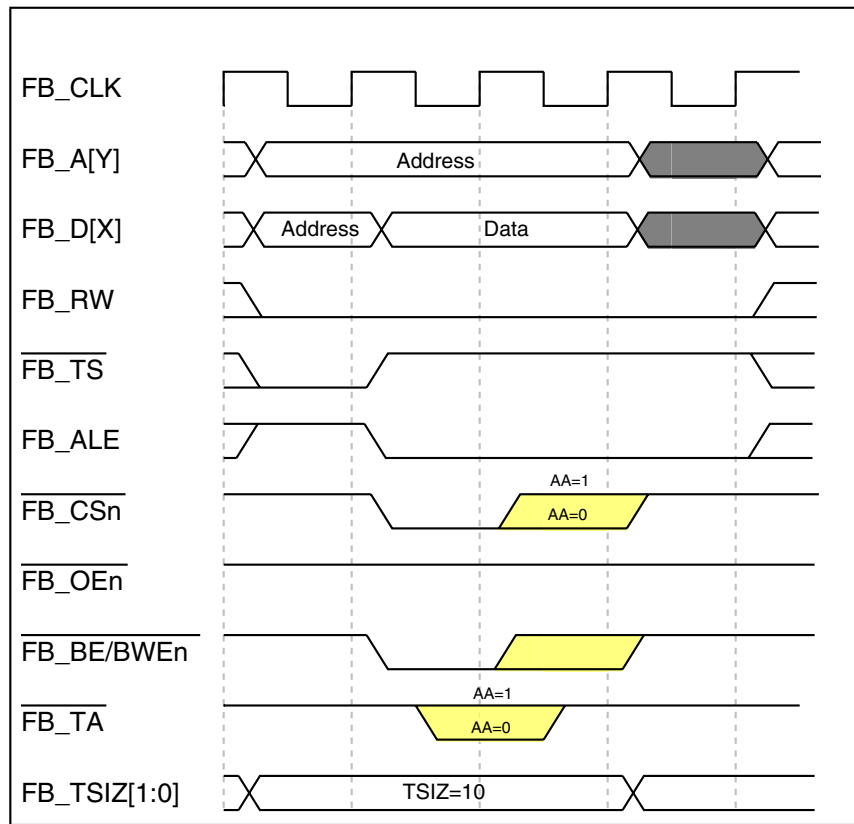 FB_CLK
FB_A[Y]
Address
FB_D[X]
Address
Data
FB_RW
FB_TS
FB_ALE
AA=1
FB_CSn
AA=0
FB_OEn
FB_BE/BWEn
AA=1
FB_TA
AA=0
FB_TSIZ[1:0]
TSIZ=10